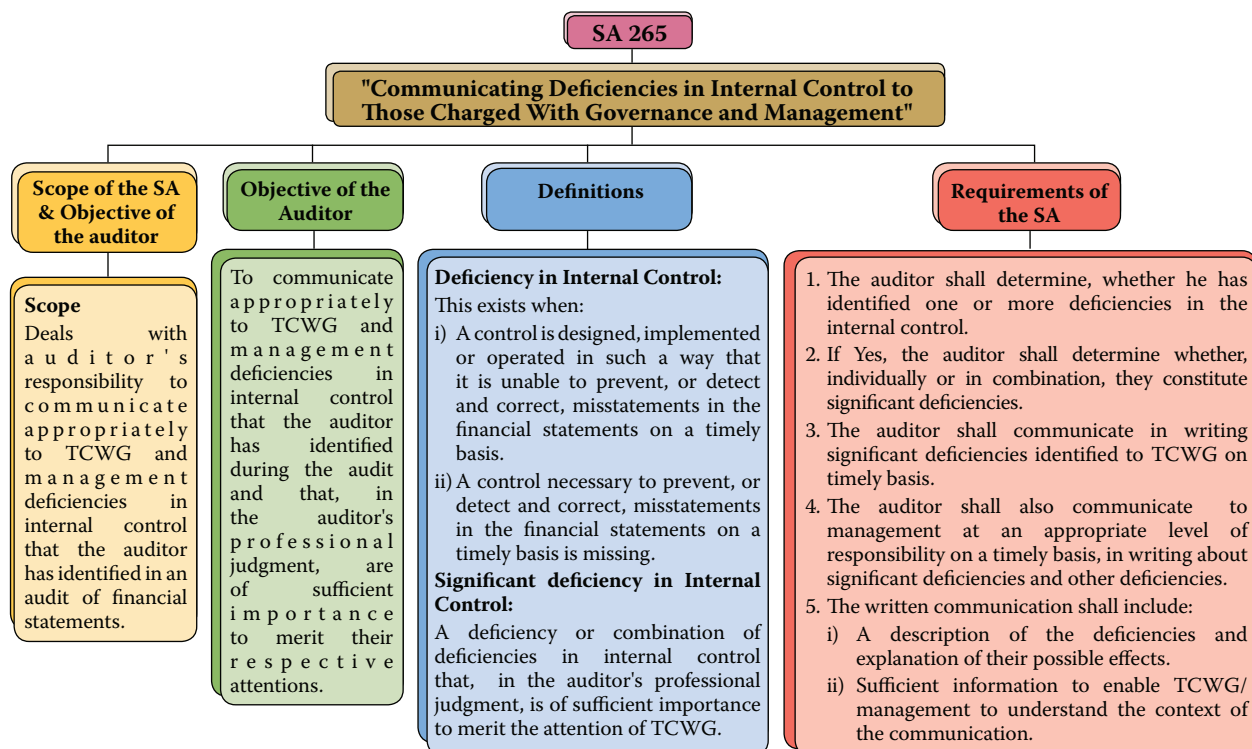 SA 265
"Communicating Deficiencies in Internal Control to
Those Charged With Governance and Management"
Scope of the SA
& Objective of
the auditor
Scope
Deals with
auditor's
responsibility to
communicate
appropriately
to TCWG and
management
deficiencies in
internal control
that the auditor
has identified in an
audit of financial
statements.
Objective of the
Auditor
To communicate
appropriately
to TCWG and
management
deficiencies in
internal control
that the auditor
has identified
during the audit
and that, in
the auditor's
professional
judgment, are
of sufficient
importance
to merit their
respective
attentions.
Definitions
Deficiency in Internal Control:
This exists when:
i) A control is designed, implemented
or operated in such a way that
it is unable to prevent, or detect
and correct, misstatements in the
financial statements on a timely
basis.
ii) A control necessary to prevent, or
detect and correct, misstatements
in the financial statements on a
timely basis is missing.
Significant deficiency in Internal
Control:
A deficiency or combination of
deficiencies in internal control
that, in the auditor's professional
judgment, is of sufficient importance
to merit the attention of TCWG.
Requirements of
the SA
1. The auditor shall determine, whether he has
identified one or more deficiencies in the
internal control.
2. If Yes, the auditor shall determine whether,
individually or in combination, they constitute
significant deficiencies.
3. The auditor shall communicate in writing
significant deficiencies identified to TCWG on
timely basis.
4. The auditor shall also communicate to
management at an appropriate level of
responsibility on a timely basis, in writing about
significant deficiencies and other deficiencies.
5. The written communication shall include:
i) A description of the deficiencies and
explanation of their possible effects.
ii) Sufficient information to enable TCWG/
management to understand the context of
the communication.